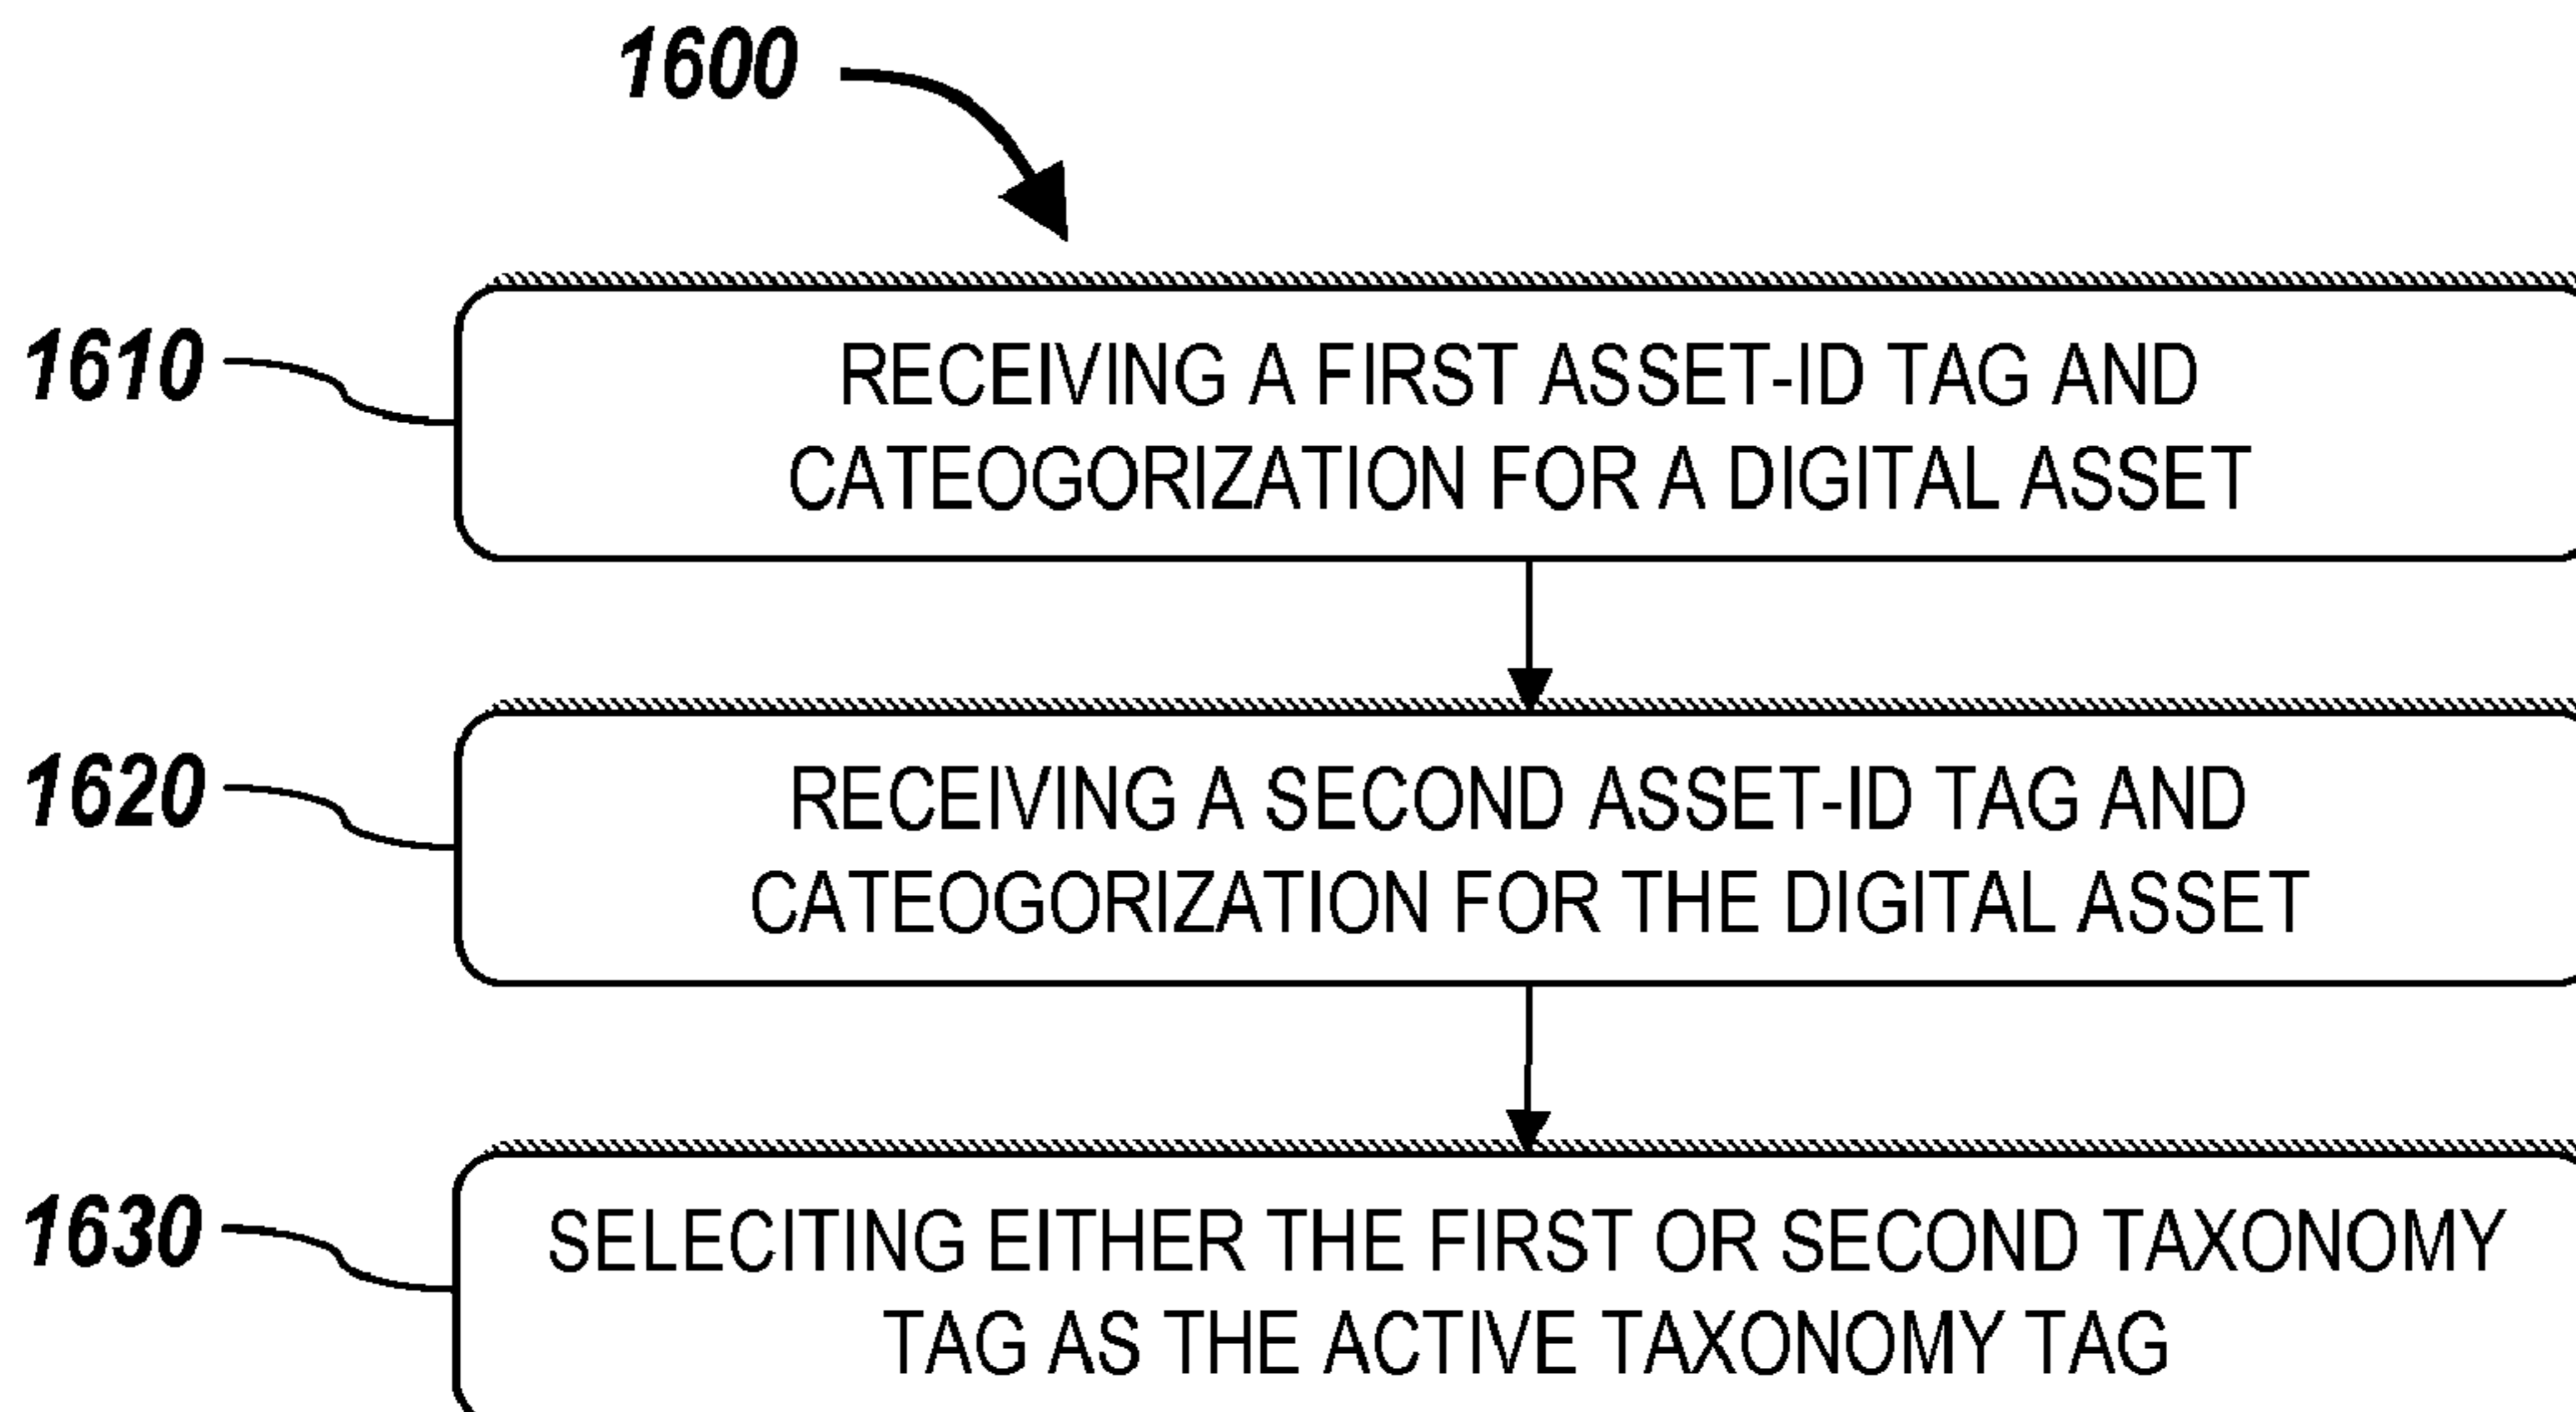 1600
1610
RECEIVING A FIRST ASSET-ID TAG AND
CATEOGORIZATION FOR A DIGITAL ASSET
1620
RECEIVING A SECOND ASSET-ID TAG AND
CATEOGORIZATION FOR THE DIGITAL ASSET
1630
SELECITING EITHER THE FIRST OR SECOND TAXONOMY
TAG AS THE ACTIVE TAXONOMY TAG